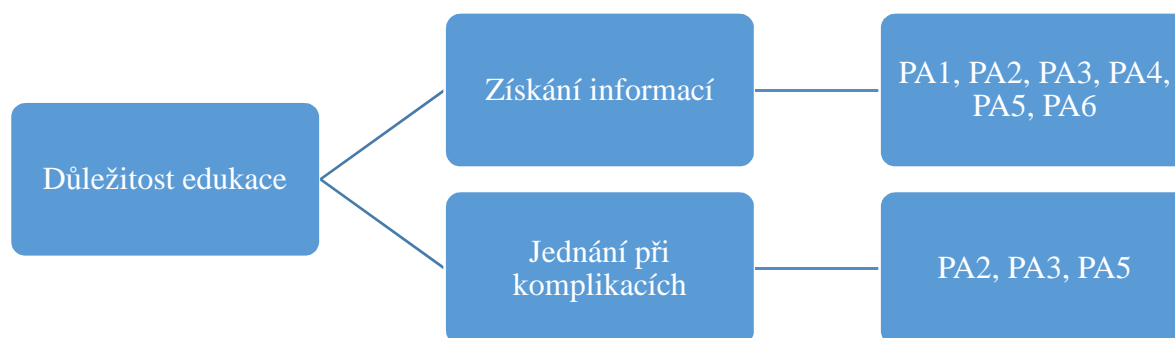 Důležitost edukace
Získání informací
PA1, PA2, PA3, PA4,
PA5, PA6
Jednání při
komplikacích
PA2, PA3, PA5